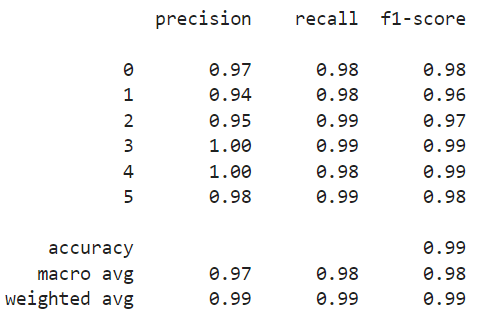 precision recall f1-score
0 0.97 0.98 0.98
1 0.94 0.98 0.96
2 0.95 0.99 0.97
3 1.00 0.99 0.99
4 1.00 0.98 0.99
5 0.98 0.99 0.98
accuracy 0.99
macro avg 0.97 0.98 0.98
weighted avg 0.99 0.99 0.99